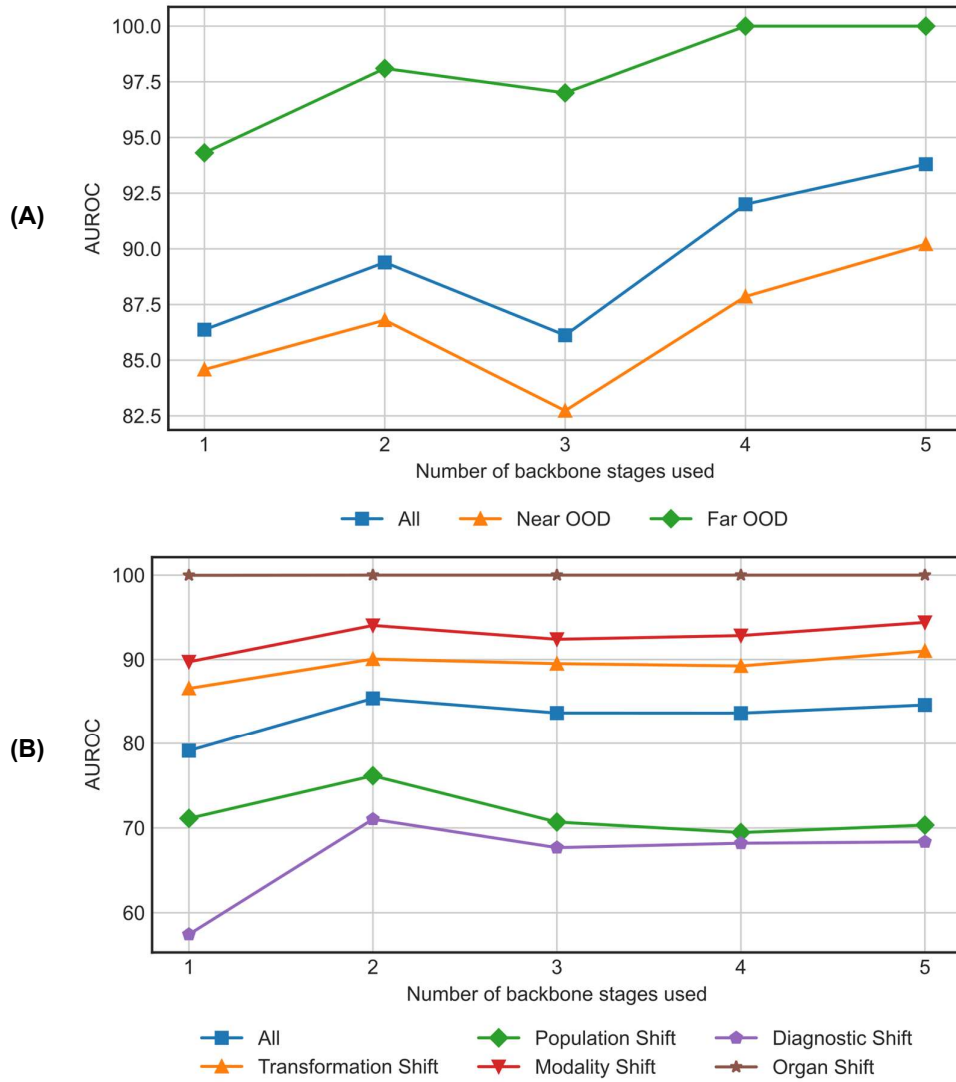 (A)
AUROC
100.0
97.5
95.0
92.5
90.0
87.5
85.0
82.5
1 2 3 4 5
Number of backbone stages used
All Near OOD Far OOD
(B)
AUROC
100
90
80
70
60
1 2 3 4 5
Number of backbone stages used
All Population Shift Diagnostic Shift
Transformation Shift Modality Shift Organ Shift